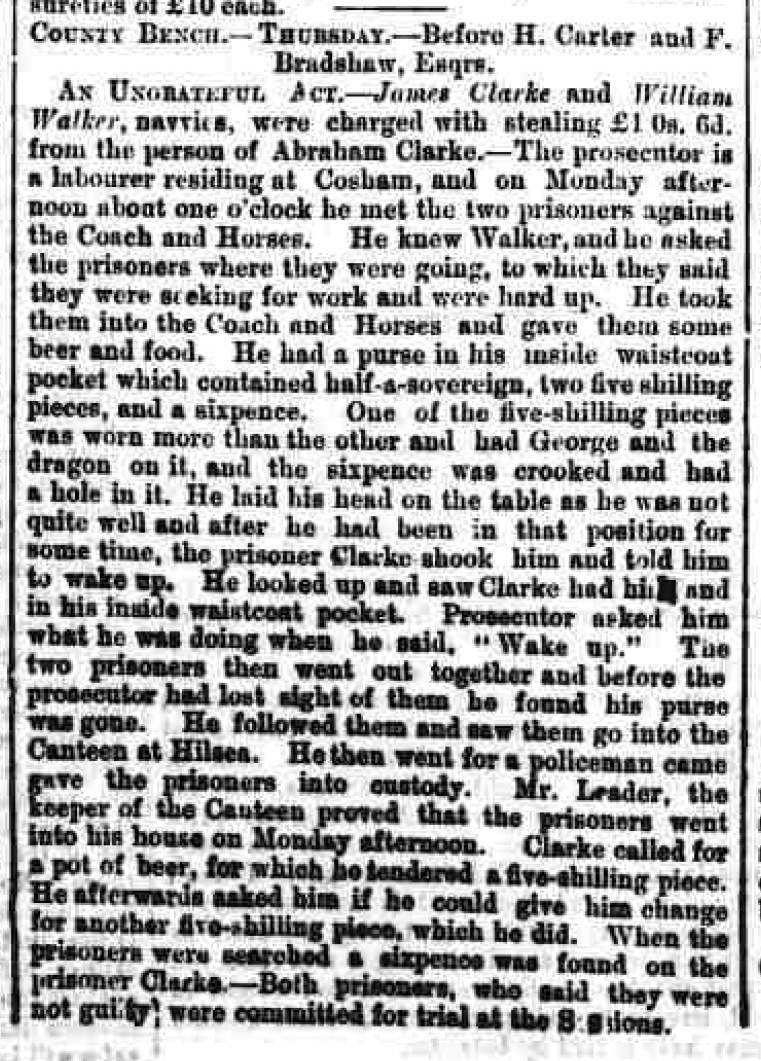 sureties of £10 each.
COUNTY BENCH.—THURSDAY.—Before H. Carter and F.
Bradshaw, Esqrs.
AN UNGRATEFUL ACT.—James Clarke and William
Walker, navvies, were charged with stealing £1 0s. 6d.
from the person of Abraham Clarke.—The prosecutor is
a labourer residing at Cosham, and on Monday after-
noon about one o'clock he met the two prisoners against
the Coach and Horses. He knew Walker, and he asked
the prisoners where they were going, to which they said
they were seeking for work and were hard up. He took
them into the Coach and Horses and gave them some
beer and food. He had a purse in his inside waistcoat
pocket which contained half-a-sovereign, two five shilling
pieces, and a sixpence. One of the five-shilling pieces
was worn more than the other and had George and the
dragon on it, and the sixpence was crooked and had
a hole in it. He laid his head on the table as he was not
quite well and after he had been in that position for
some time, the prisoner Clarke shook him and told him
to wake up. He looked up and saw Clarke had his hand
in his inside waistcoat pocket. Prosecutor asked him
what he was doing when he said, "Wake up." The
two prisoners then went out together and before the
prosecutor had lost sight of them he found his purse
was gone. He followed them and saw them go into the
Canteen at Hilsea. He then went for a policeman came
gave the prisoners into custody. Mr. Leader, the
keeper of the Canteen proved that the prisoners went
into his house on Monday afternoon. Clarke called for
a pot of beer, for which he tendered a five-shilling piece.
He afterwards asked him if he could give him change
for another five-shilling piece, which he did. When the
prisoners were searched a sixpence was found on the
prisoner Clarke.—Both prisoners, who said they were
not guilty, were committed for trial at the Sessions.